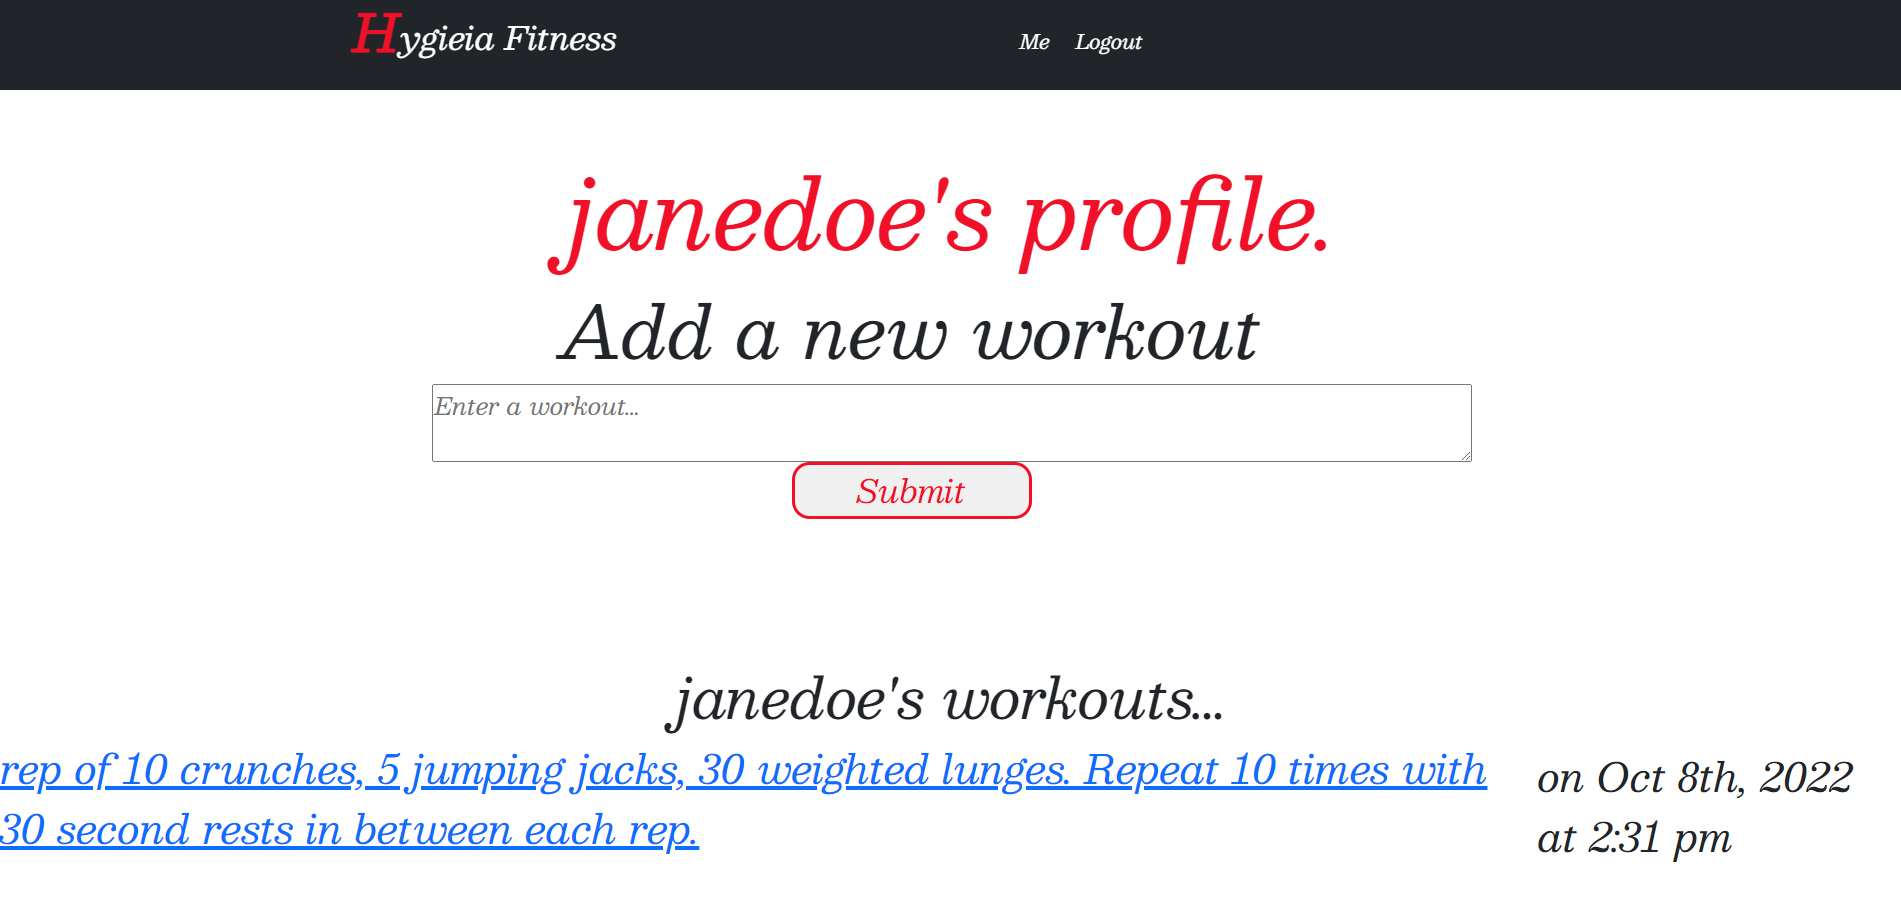 Hygieia Fitness
Me Logout
janedoe's profile.
Add a new workout
Enter a workout...
Submit
janedoe's workouts...
rep of 10 crunches, 5 jumping jacks, 30 weighted lunges. Repeat 10 times with
30 second rests in between each rep.
on Oct 8th, 2022
at 2:31 pm